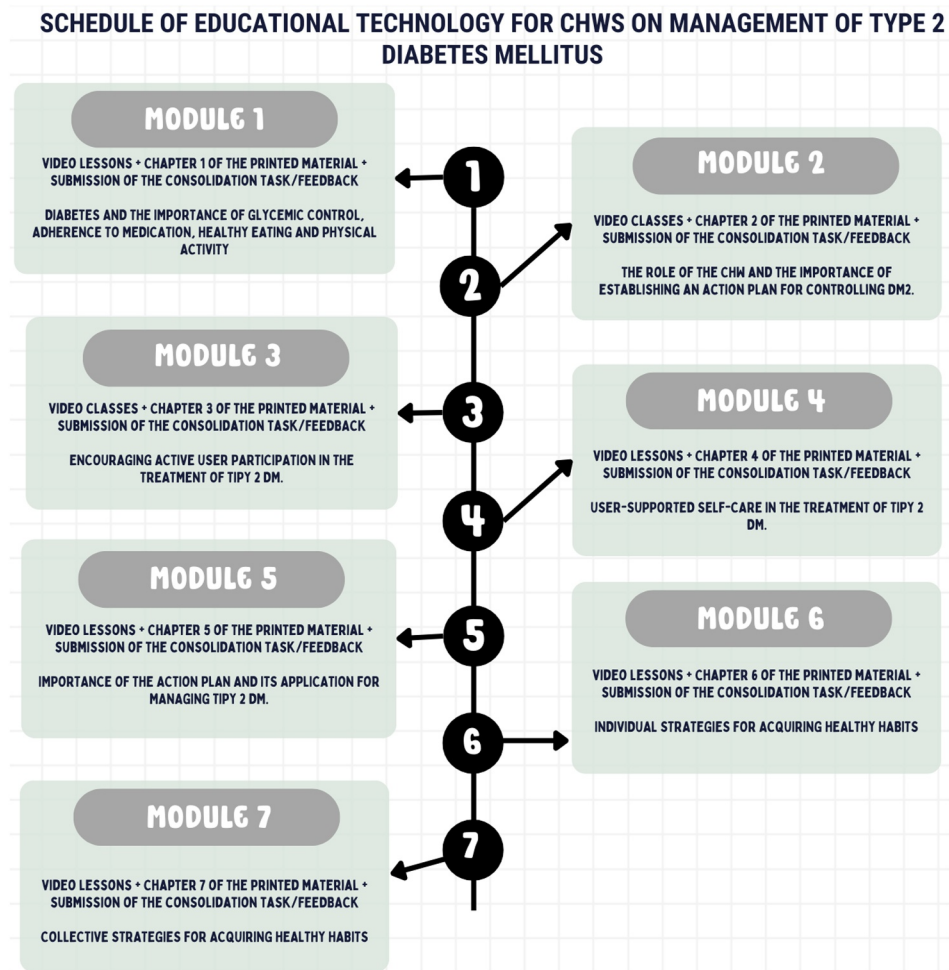 SCHEDULE OF EDUCATIONAL TECHNOLOGY FOR CHWS ON MANAGEMENT OF TYPE 2
DIABETES MELLITUS
MODULE 1
VIDEO LESSONS + CHAPTER 1 OF THE PRINTED MATERIAL +
SUBMISSION OF THE CONSOLIDATION TASK/FEEDBACK
DIABETES AND THE IMPORTANCE OF GLYCEMIC CONTROL,
ADHERENCE TO MEDICATION, HEALTHY EATING AND PHYSICAL
ACTIVITY
1
MODULE 2
VIDEO CLASSES + CHAPTER 2 OF THE PRINTED MATERIAL +
SUBMISSION OF THE CONSOLIDATION TASK/FEEDBACK
THE ROLE OF THE CHW AND THE IMPORTANCE OF
ESTABLISHING AN ACTION PLAN FOR CONTROLLING DM2.
2
MODULE 3
VIDEO CLASSES + CHAPTER 3 OF THE PRINTED MATERIAL +
SUBMISSION OF THE CONSOLIDATION TASK/FEEDBACK
ENCOURAGING ACTIVE USER PARTICIPATION IN THE
TREATMENT OF TIPY 2 DM.
3
MODULE 4
VIDEO LESSONS + CHAPTER 4 OF THE PRINTED MATERIAL +
SUBMISSION OF THE CONSOLIDATION TASK/FEEDBACK
USER-SUPPORTED SELF-CARE IN THE TREATMENT OF TIPY 2
DM.
4
MODULE 5
VIDEO LESSONS + CHAPTER 5 OF THE PRINTED MATERIAL +
SUBMISSION OF THE CONSOLIDATION TASK/FEEDBACK
IMPORTANCE OF THE ACTION PLAN AND ITS APPLICATION FOR
MANAGING TIPY 2 DM.
5
MODULE 6
VIDEO LESSONS + CHAPTER 6 OF THE PRINTED MATERIAL +
SUBMISSION OF THE CONSOLIDATION TASK/FEEDBACK
INDIVIDUAL STRATEGIES FOR ACQUIRING HEALTHY HABITS
6
MODULE 7
VIDEO LESSONS + CHAPTER 7 OF THE PRINTED MATERIAL +
SUBMISSION OF THE CONSOLIDATION TASK/FEEDBACK
COLLECTIVE STRATEGIES FOR ACQUIRING HEALTHY HABITS
7